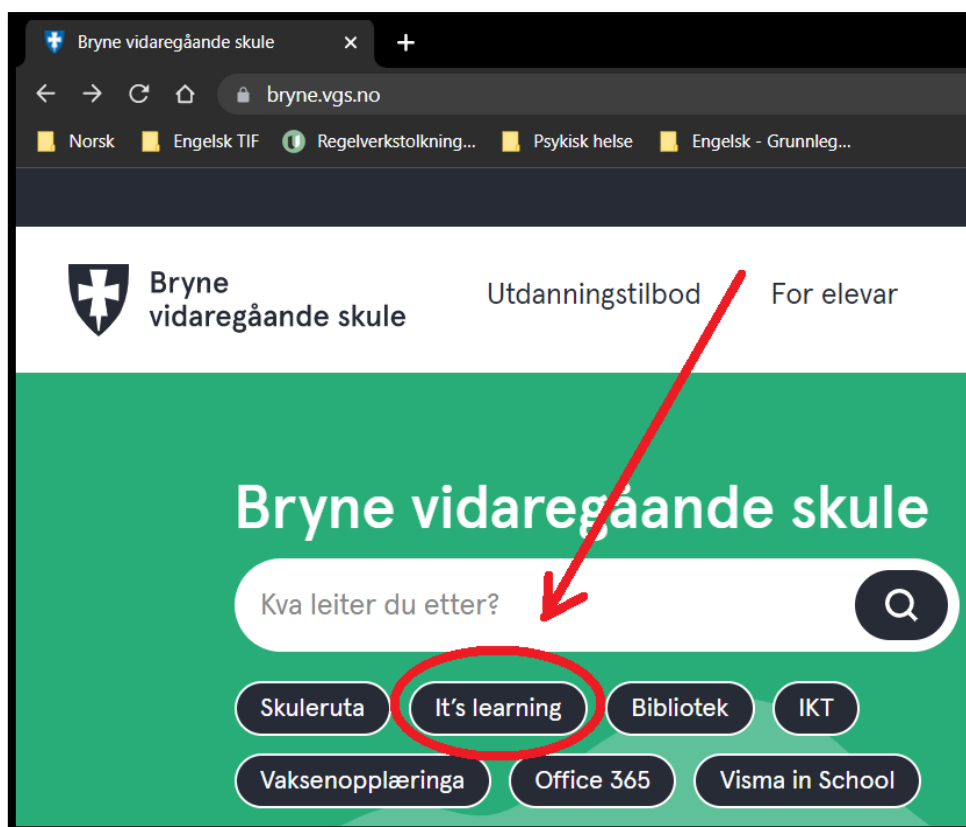 Bryne vidaregåande skule
bryne.vgs.no
Norsk Engelsk TIF Regelverkstolkning... Psykisk helse Engelsk - Grunnleg...
Bryne
vidaregåande skule
Utdanningstilbod For elevar
Bryne vidaregåande skule
Kva leiter du etter?
Skuleruta It's learning Bibliotek IKT
Vaksenopplæringa Office 365 Visma in School